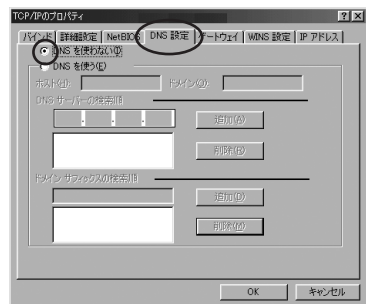 TCP/IPのプロパティ
バインド 詳細設定 NetBIOS DNS 設定 ゲートウェイ WINS 設定 IP アドレス
DNS を使わない(I)
DNS を使う(E)
ホスト(H): ドメイン(O):
DNS サーバーの検索順
追加(A)
削除(R)
ドメイン サフィックスの検索順
追加(D)
削除(M)
OK キャンセル